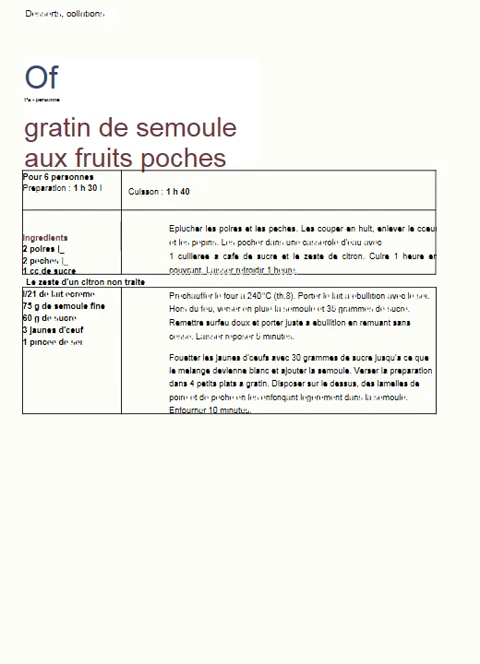 Desserts, collations
Of
Pa - personne
gratin de semoule
aux fruits poches
Pour 6 personnes
Preparation : 1 h 30 I
Cuisson : 1 h 40
Ingredients
2 poires |_
2 peches |_
1 cc de sucre
Eplucher les poires et les peches. Les couper en huit, enlever le coeur
et les pepins. Les pocher dans une casserole d'eau avec
1 cuilleree a cafe de sucre et le zeste de citron. Cuire 1 heure en
couvrant. Laisser refroidir 1 heure.
Le zeste d'un citron non traite
l/21 de lait ecreme
75 g de semoule fine
60 g de sucre
3 jaunes d'oeuf
1 pincee de sel
Prechauffer le four a 240°C (th.8). Porter le lait a ebullition avec le sel.
Hors du feu, verser en pluie la semoule et 35 grammes de sucre.
Remettre sur feu doux et porter juste a ebullition en remuant sans
cesse. Laisser reposer 5 minutes.
Fouetter les jaunes d'oeufs avec 30 grammes de sucre jusqu'a ce que
le melange devienne blanc et ajouter la semoule. Verser la preparation
dans 4 petits plats a gratin. Disposer sur le dessus, des lamelles de
poire et de peche en les enfonçant legerement dans la semoule.
Enfourner 10 minutes.